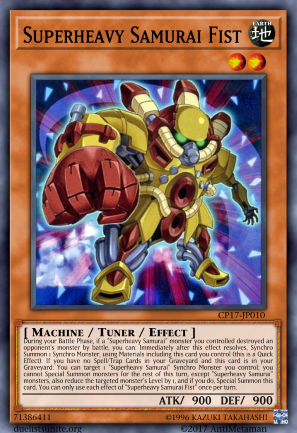 SUPERHEAVY SAMURAI FIST
EARTH
地
CP17-JP010
[ MACHINE / TUNER / EFFECT ]
During your Battle Phase, if a "Superheavy Samurai" monster you controlled destroyed an
opponent's monster by battle, you can: Immediately after this effect resolves, Synchro
Summon 1 Synchro Monster, using Materials including this card you control (this is a Quick
Effect). If you have no Spell/Trap Cards in your Graveyard and this card is in your
Graveyard: You can target 1 "Superheavy Samurai" Synchro Monster you control; you
cannot Special Summon monsters for the rest of this turn, except "Superheavy Samurai"
monsters, also reduce the targeted monster's Level by 1, and if you do, Special Summon this
card. You can only use each effect of "Superheavy Samurai Fist" once per turn.
ATK/ 900 DEF/ 900
71386411
©1996 KAZUKI TAKAHASHI
duelistsunite.org
©2017 AntiMetaman